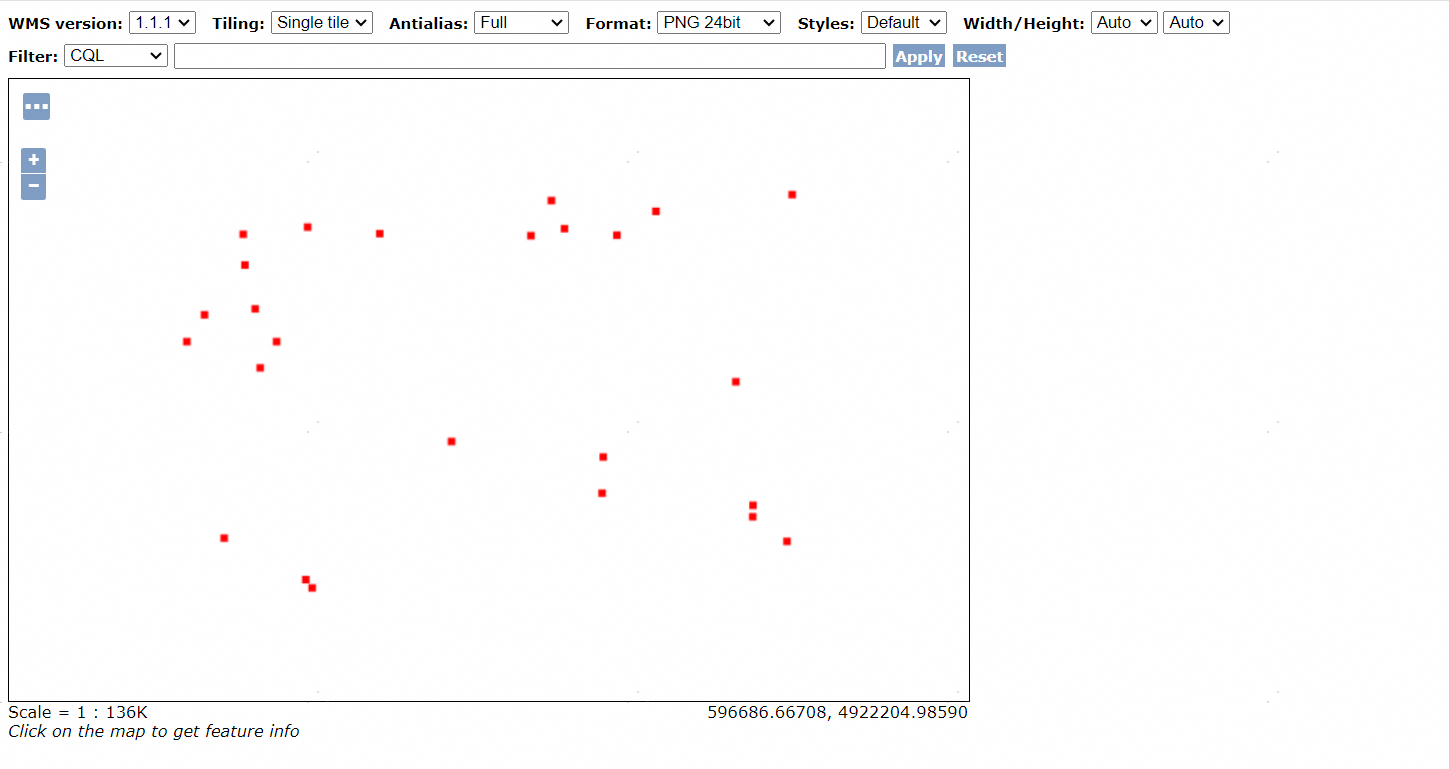 WMS version: 1.1.1 Tiling: Single tile Antialias: Full Format: PNG 24bit Styles: Default Width/Height: Auto Auto
Filter: CQL Apply Reset
...
+
−
Scale = 1 : 136K 596686.66708, 4922204.98590
Click on the map to get feature info